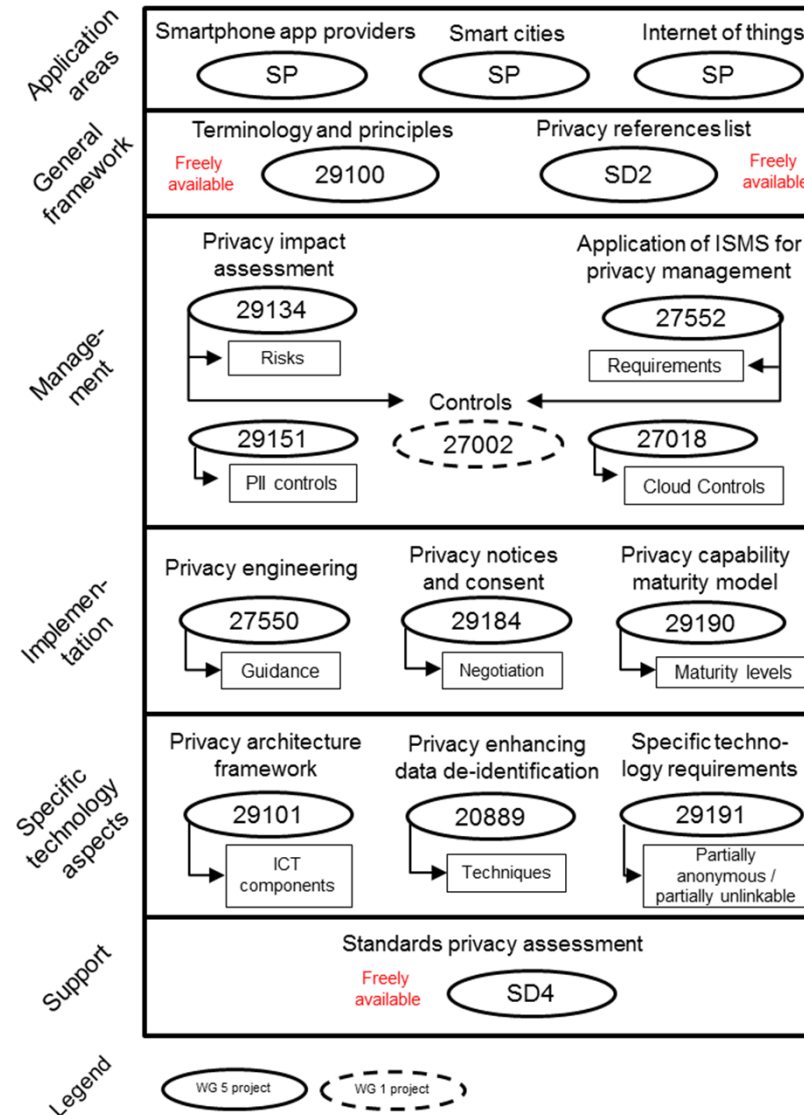 Application
areas
Smartphone app providers
Smart cities
Internet of things
SP
SP
SP
General
framework
Terminology and principles
Privacy references list
Freely
available
29100
SD2
Freely
available
Manage-
ment
Privacy impact
assessment
Application of ISMS for
privacy management
29134
27552
Risks
Requirements
Controls
29151
27002
27018
PII controls
Cloud Controls
Implemen-
tation
Privacy engineering
Privacy notices
and consent
Privacy capability
maturity model
27550
29184
29190
Guidance
Negotiation
Maturity levels
Specific
technology
aspects
Privacy architecture
framework
Privacy enhancing
data de-identification
Specific techno-
logy requirements
29101
20889
29191
ICT
components
Techniques
Partially
anonymous /
partially unlinkable
Support
Standards privacy assessment
Freely
available
SD4
Legend
WG 5 project
WG 1 project